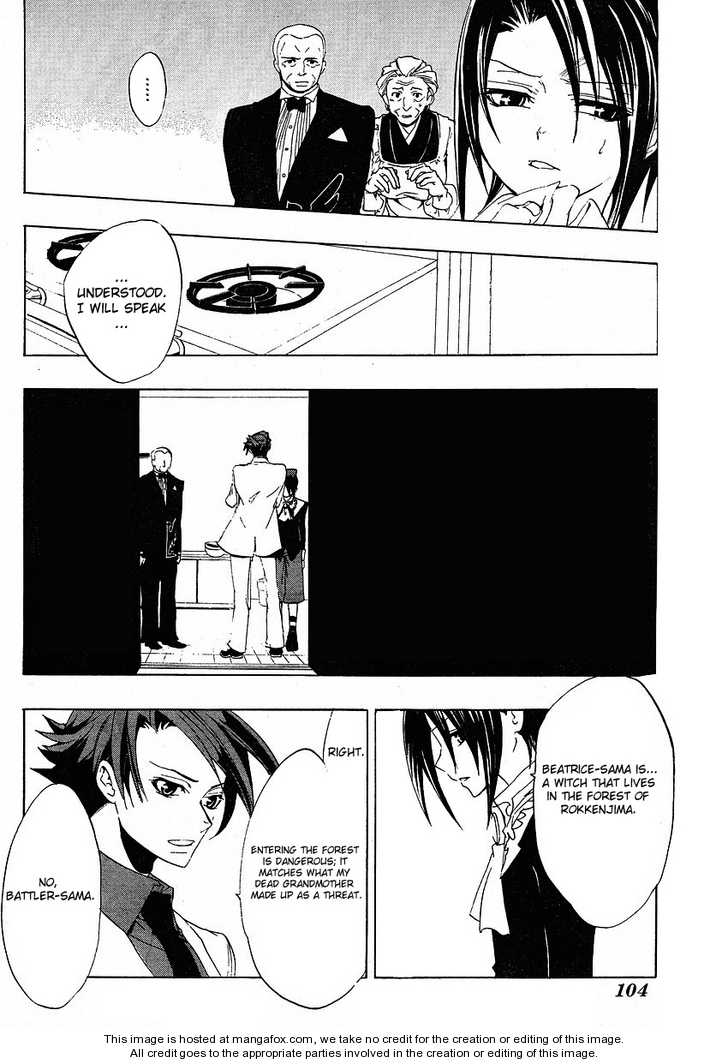 ......
...
UNDERSTOOD.
I WILL SPEAK
...
BEATRICE-SAMA IS...
A WITCH THAT LIVES
IN THE FOREST OF
ROKKENJIMA.
RIGHT.
ENTERING THE FOREST
IS DANGEROUS; IT
MATCHES WHAT MY
DEAD GRANDMOTHER
MADE UP AS A THREAT.
NO,
BATTLER-SAMA.
104
This image is hosted at mangafox.com, we take no credit for the creation or editing of this image.
All credit goes to the appropriate parties involved in the creation or editing of this image.